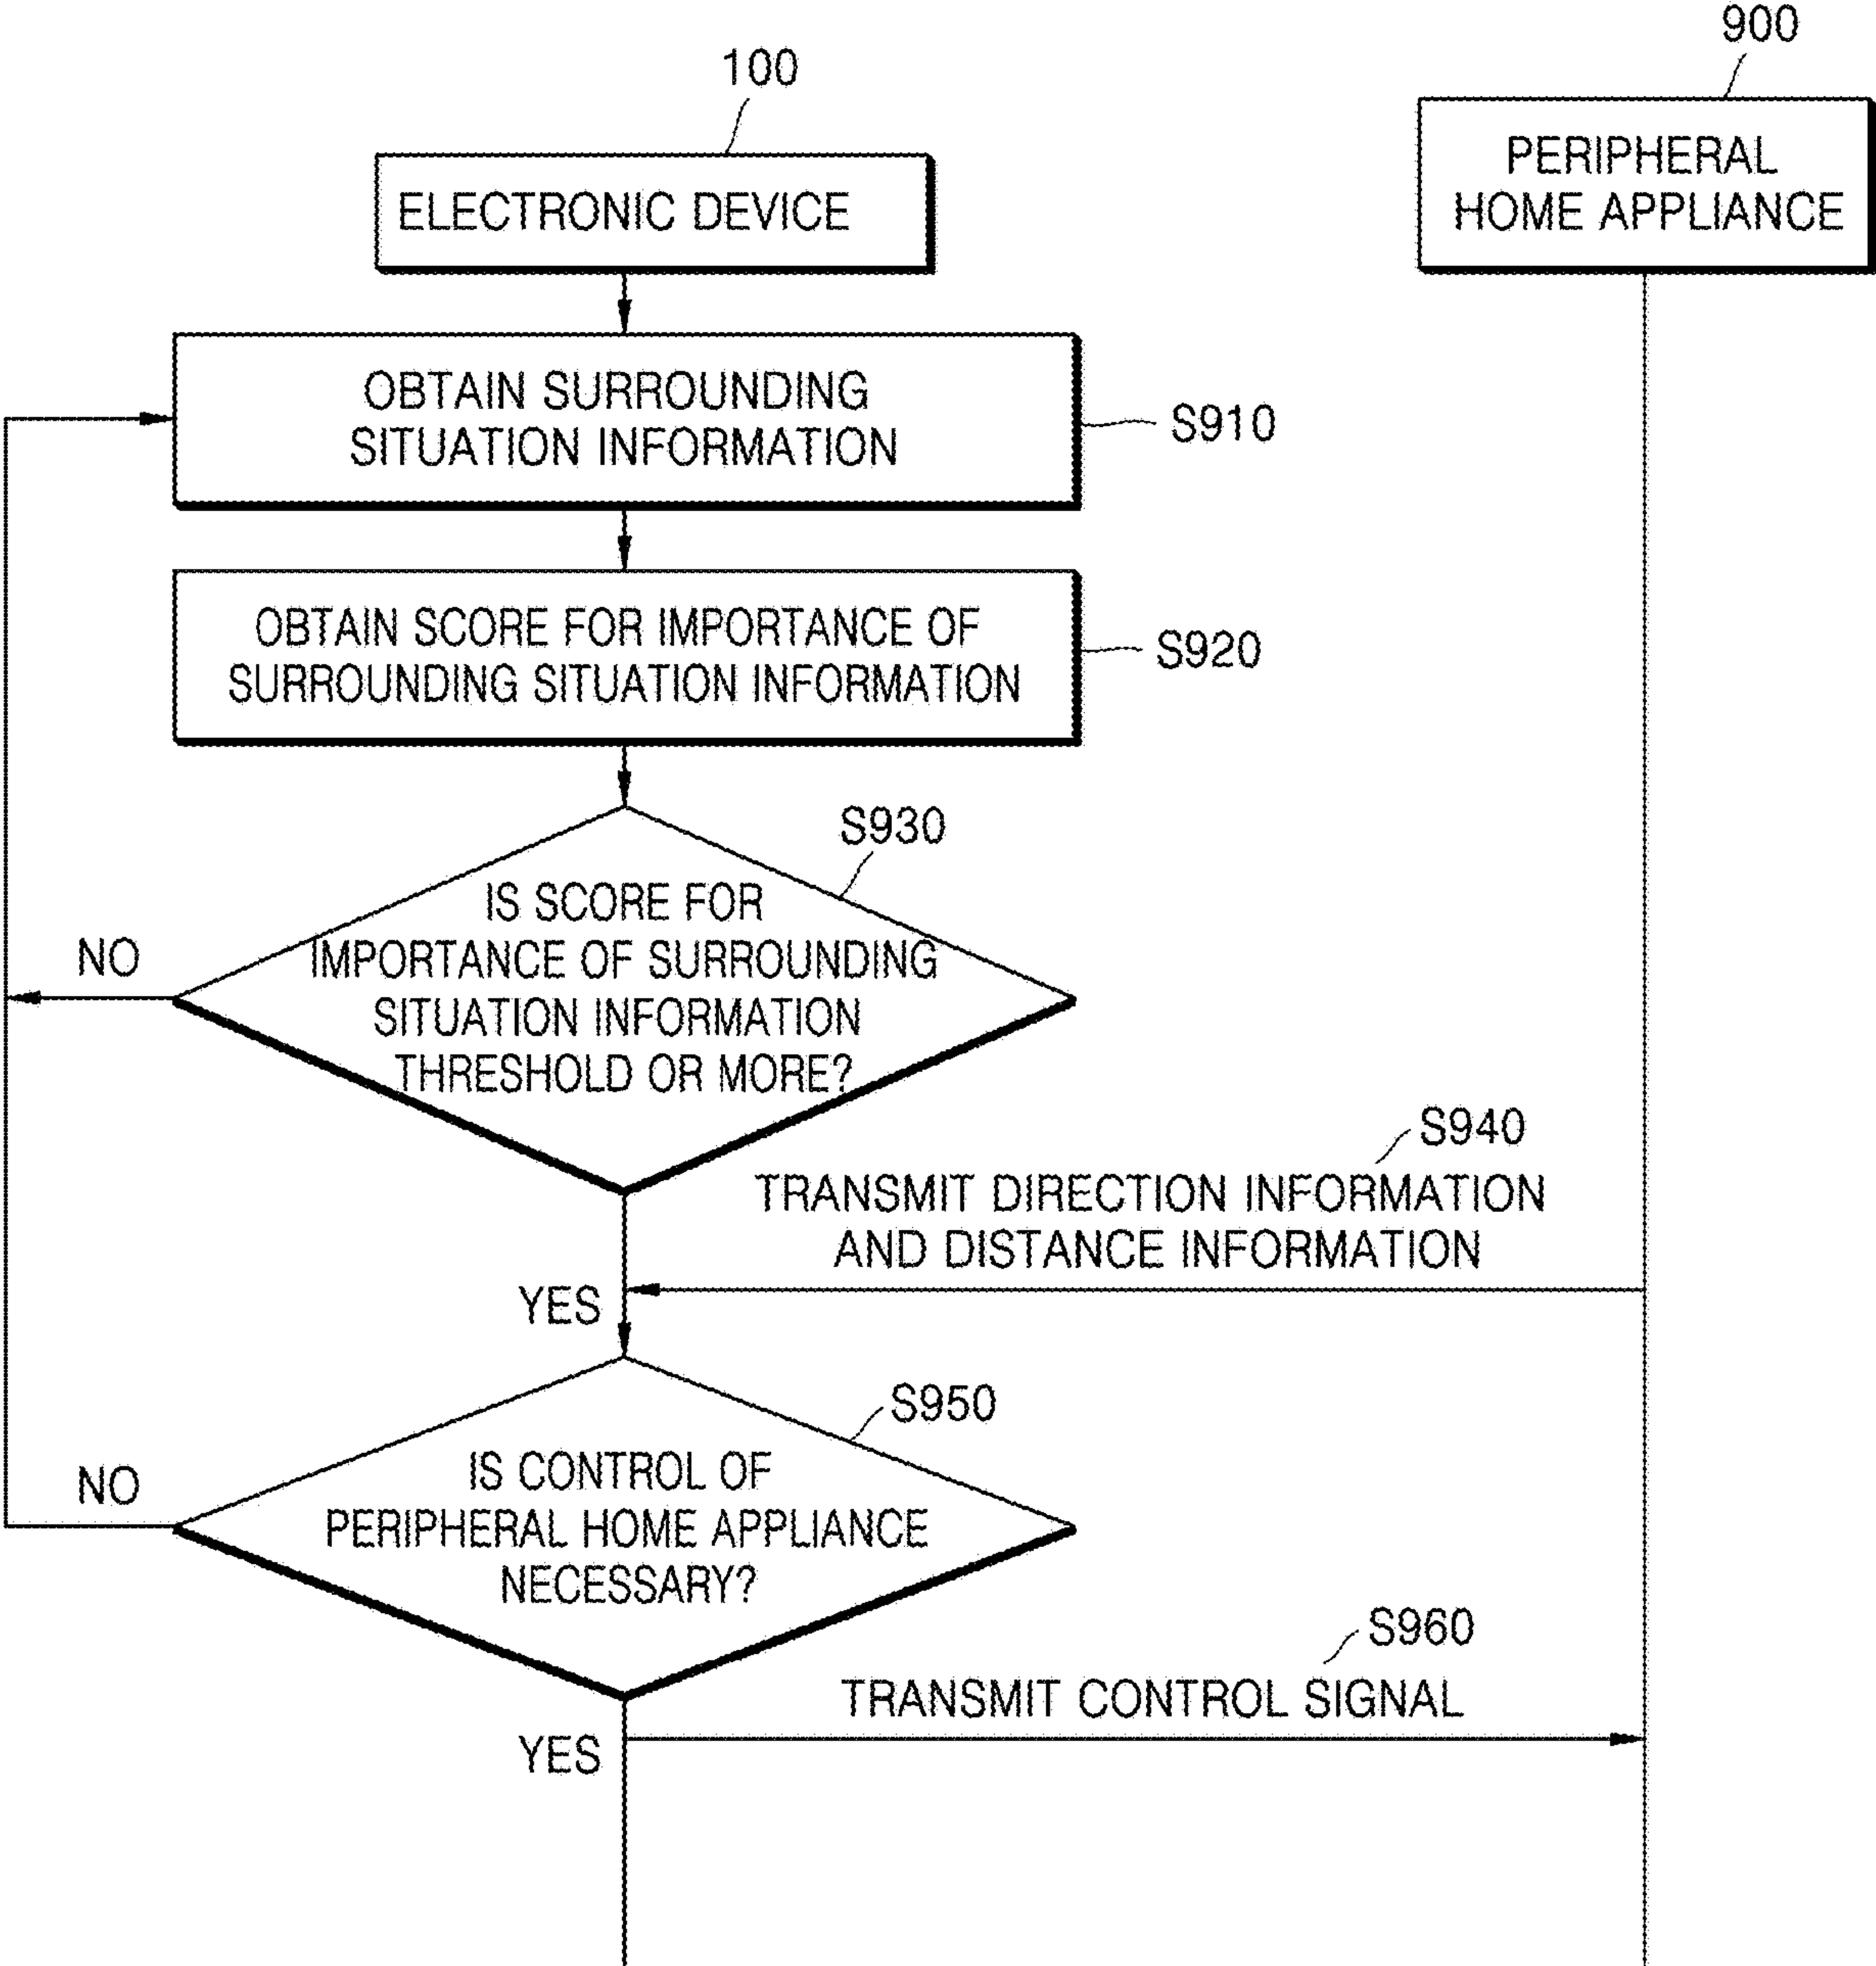 900
100
PERIPHERAL
HOME APPLIANCE
ELECTRONIC DEVICE
OBTAIN SURROUNDING
SITUATION INFORMATION
S910
OBTAIN SCORE FOR IMPORTANCE OF
SURROUNDING SITUATION INFORMATION
S920
S930
IS SCORE FOR
IMPORTANCE OF SURROUNDING
SITUATION INFORMATION
THRESHOLD OR MORE?
NO
S940
TRANSMIT DIRECTION INFORMATION
AND DISTANCE INFORMATION
YES
S950
IS CONTROL OF
PERIPHERAL HOME APPLIANCE
NECESSARY?
NO
S960
TRANSMIT CONTROL SIGNAL
YES